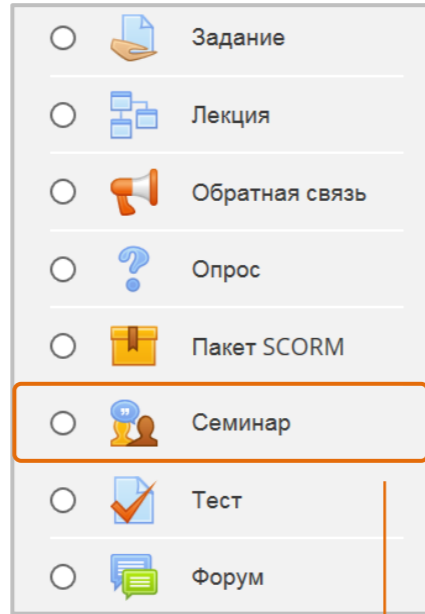 Задание
Лекция
Обратная связь
Опрос
Пакет SCORM
Семинар
Тест
Форум